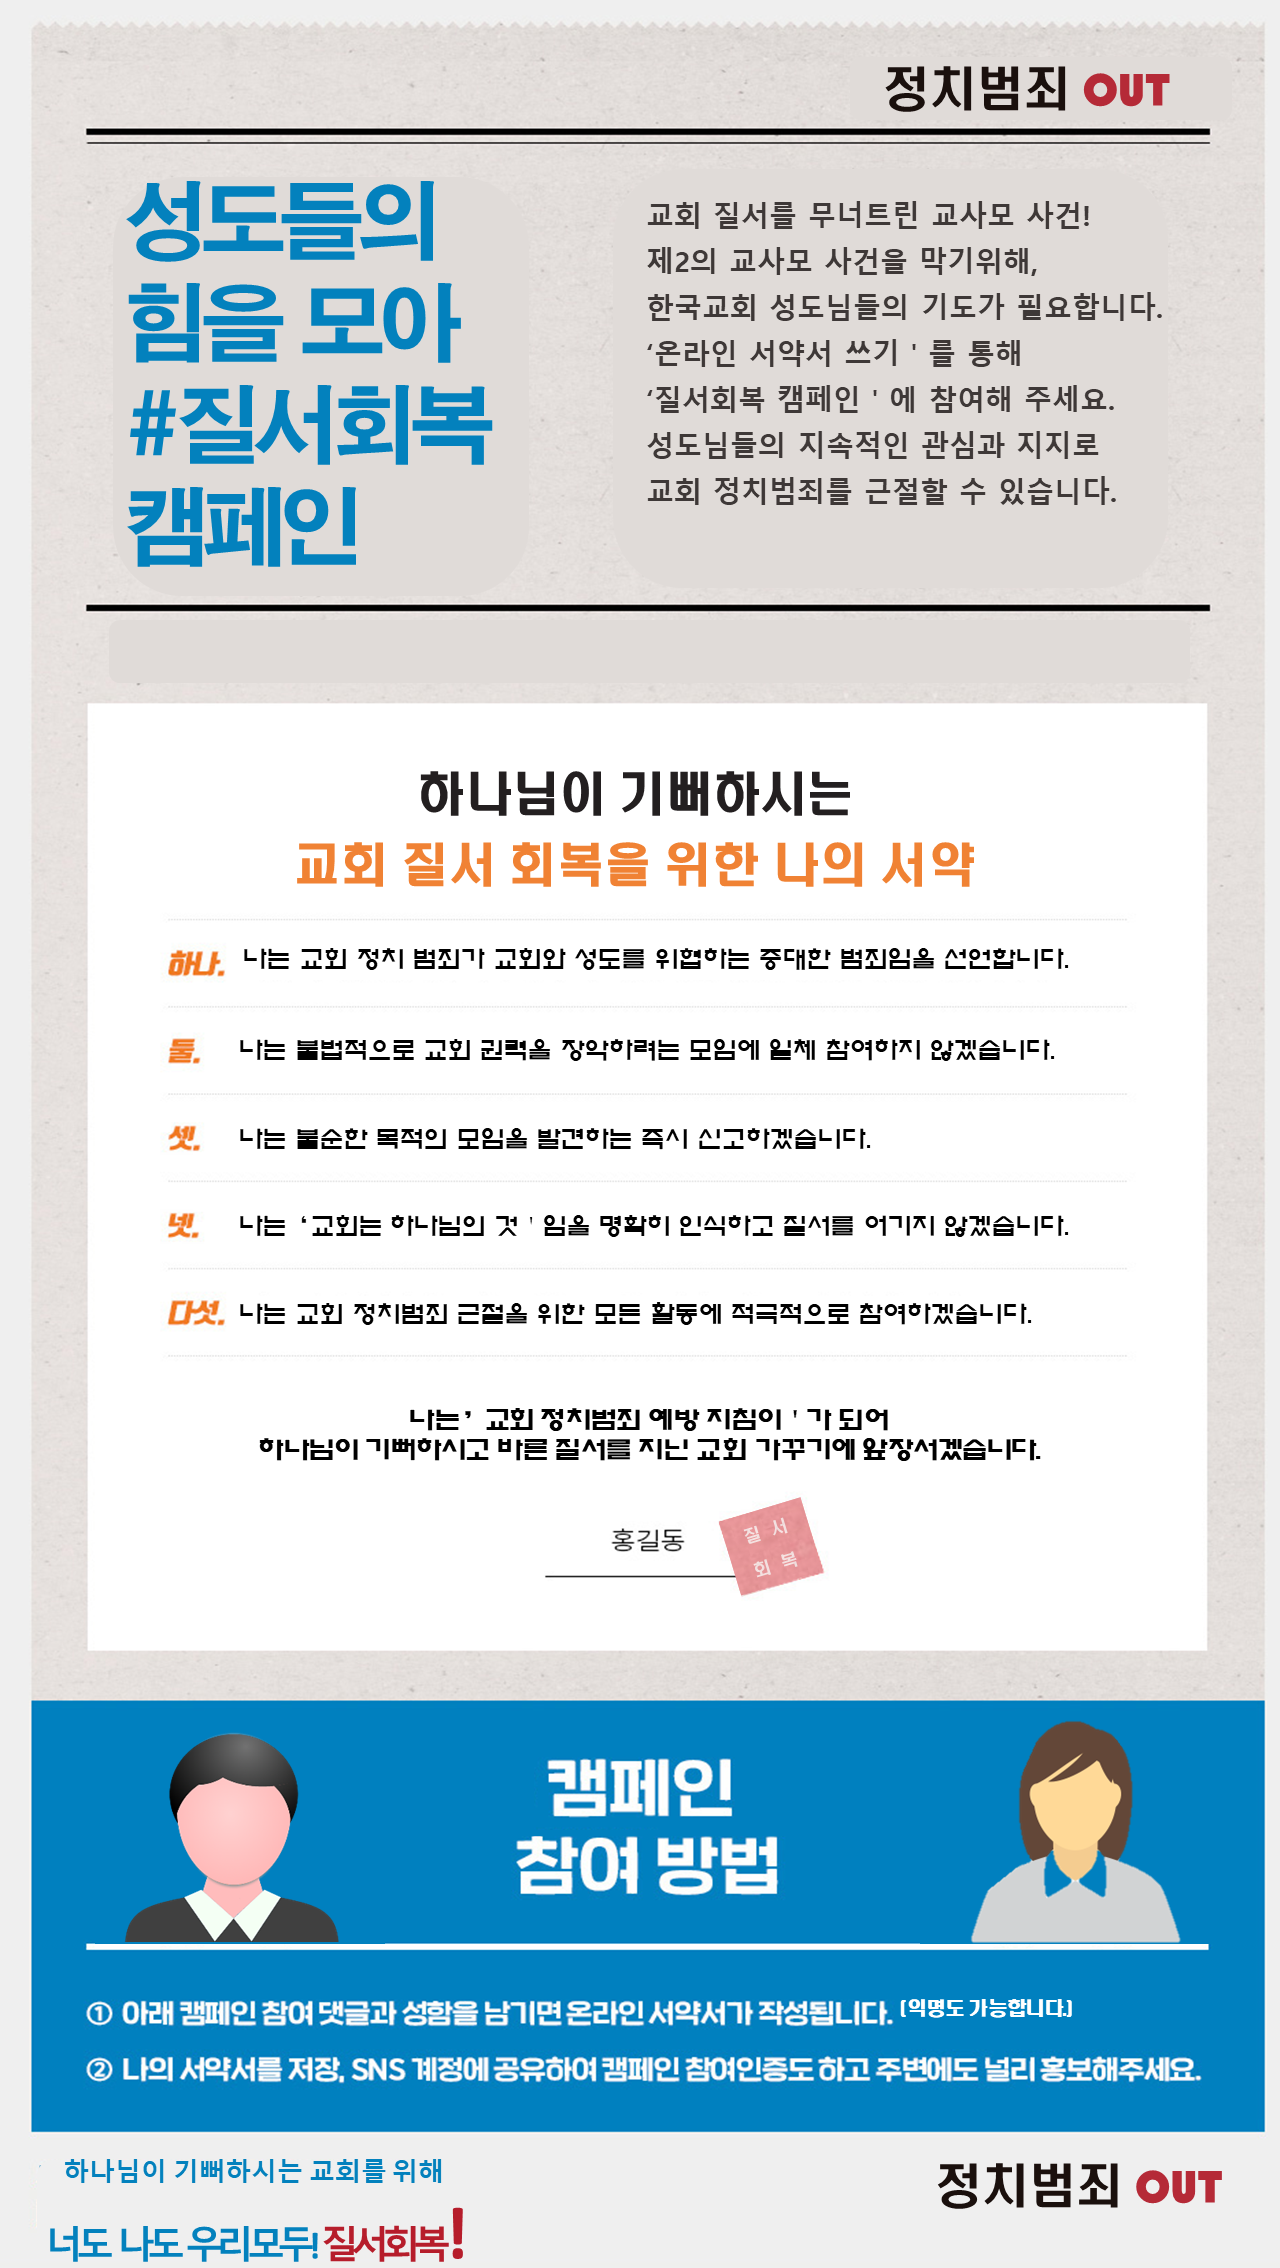 정치범죄 OUT
성도들의
힘을 모아
#질서회복
캠페인
교회 질서를 무너트린 교사모 사건!
제2의 교사모 사건을 막기위해,
한국교회 성도님들의 기도가 필요합니다.
‘온라인 서약서 쓰기 ' 를 통해
‘질서회복 캠페인 ' 에 참여해 주세요.
성도님들의 지속적인 관심과 지지로
교회 정치범죄를 근절할 수 있습니다.
하나님이 기뻐하시는
교회 질서 회복을 위한 나의 서약
하나. 나는 교회 정치 범죄가 교회와 성도를 위협하는 중대한 범죄임을 선언합니다.
둘. 나는 불법적으로 교회 권력을 장악하려는 모임에 일체 참여하지 않겠습니다.
셋. 나는 불순한 목적의 모임을 발견하는 즉시 신고하겠습니다.
넷. 나는 ‘교회는 하나님의 것 ' 임을 명확히 인식하고 질서를 어기지 않겠습니다.
다섯. 나는 교회 정치범죄 근절을 위한 모든 활동에 적극적으로 참여하겠습니다.
나는 ’ 교회 정치범죄 예방 지침이 ' 가 되어
하나님이 기뻐하시고 바른 질서를 지닌 교회 가꾸기에 앞장서겠습니다.
홍길동
질 서
회 복
캠페인
참여 방법
① 아래 캠페인 참여 댓글과 성함을 남기면 온라인 서약서가 작성됩니다. (익명도 가능합니다.)
② 나의 서약서를 저장, SNS 계정에 공유하여 캠페인 참여인증도 하고 주변에도 널리 홍보해주세요.
하나님이 기뻐하시는 교회를 위해
너도 나도 우리모두! 질서회복!
정치범죄 OUT